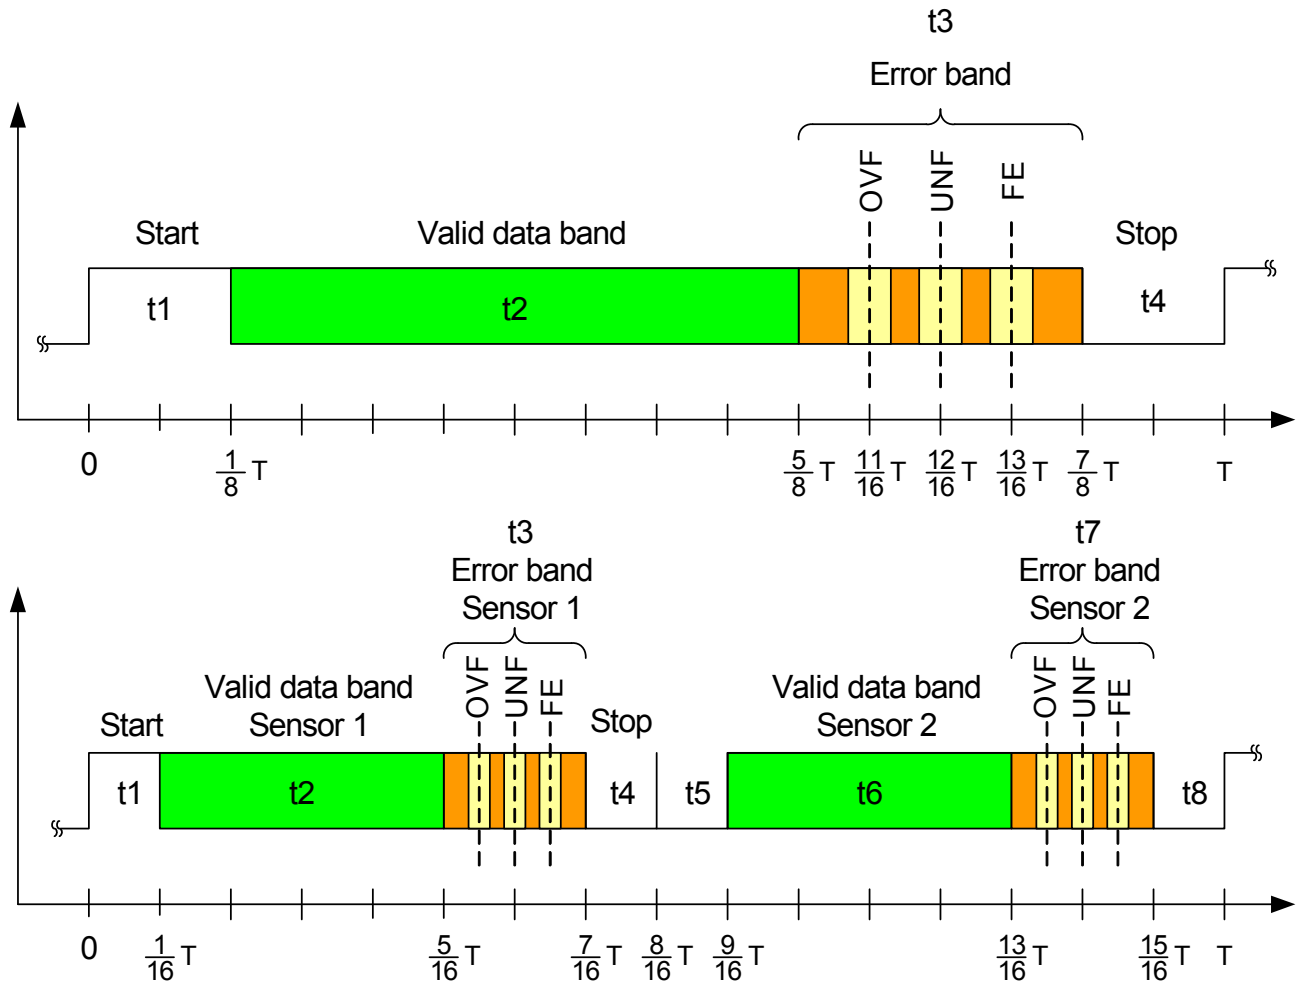 t3
Error band
OVF UNF FE
Start Valid data band Stop
t1 t2 t4
0 1/8 T 5/8 T 11/16 T 12/16 T 13/16 T 7/8 T T
t3 t7
Error band Error band
Sensor 1 Sensor 2
OVF UNF FE OVF UNF FE
Valid data band Valid data band
Start Sensor 1 Stop Sensor 2
t1 t2 t4 t5 t6 t8
0 1/16 T 5/16 T 7/16 T 8/16 T 9/16 T 13/16 T 15/16 T T